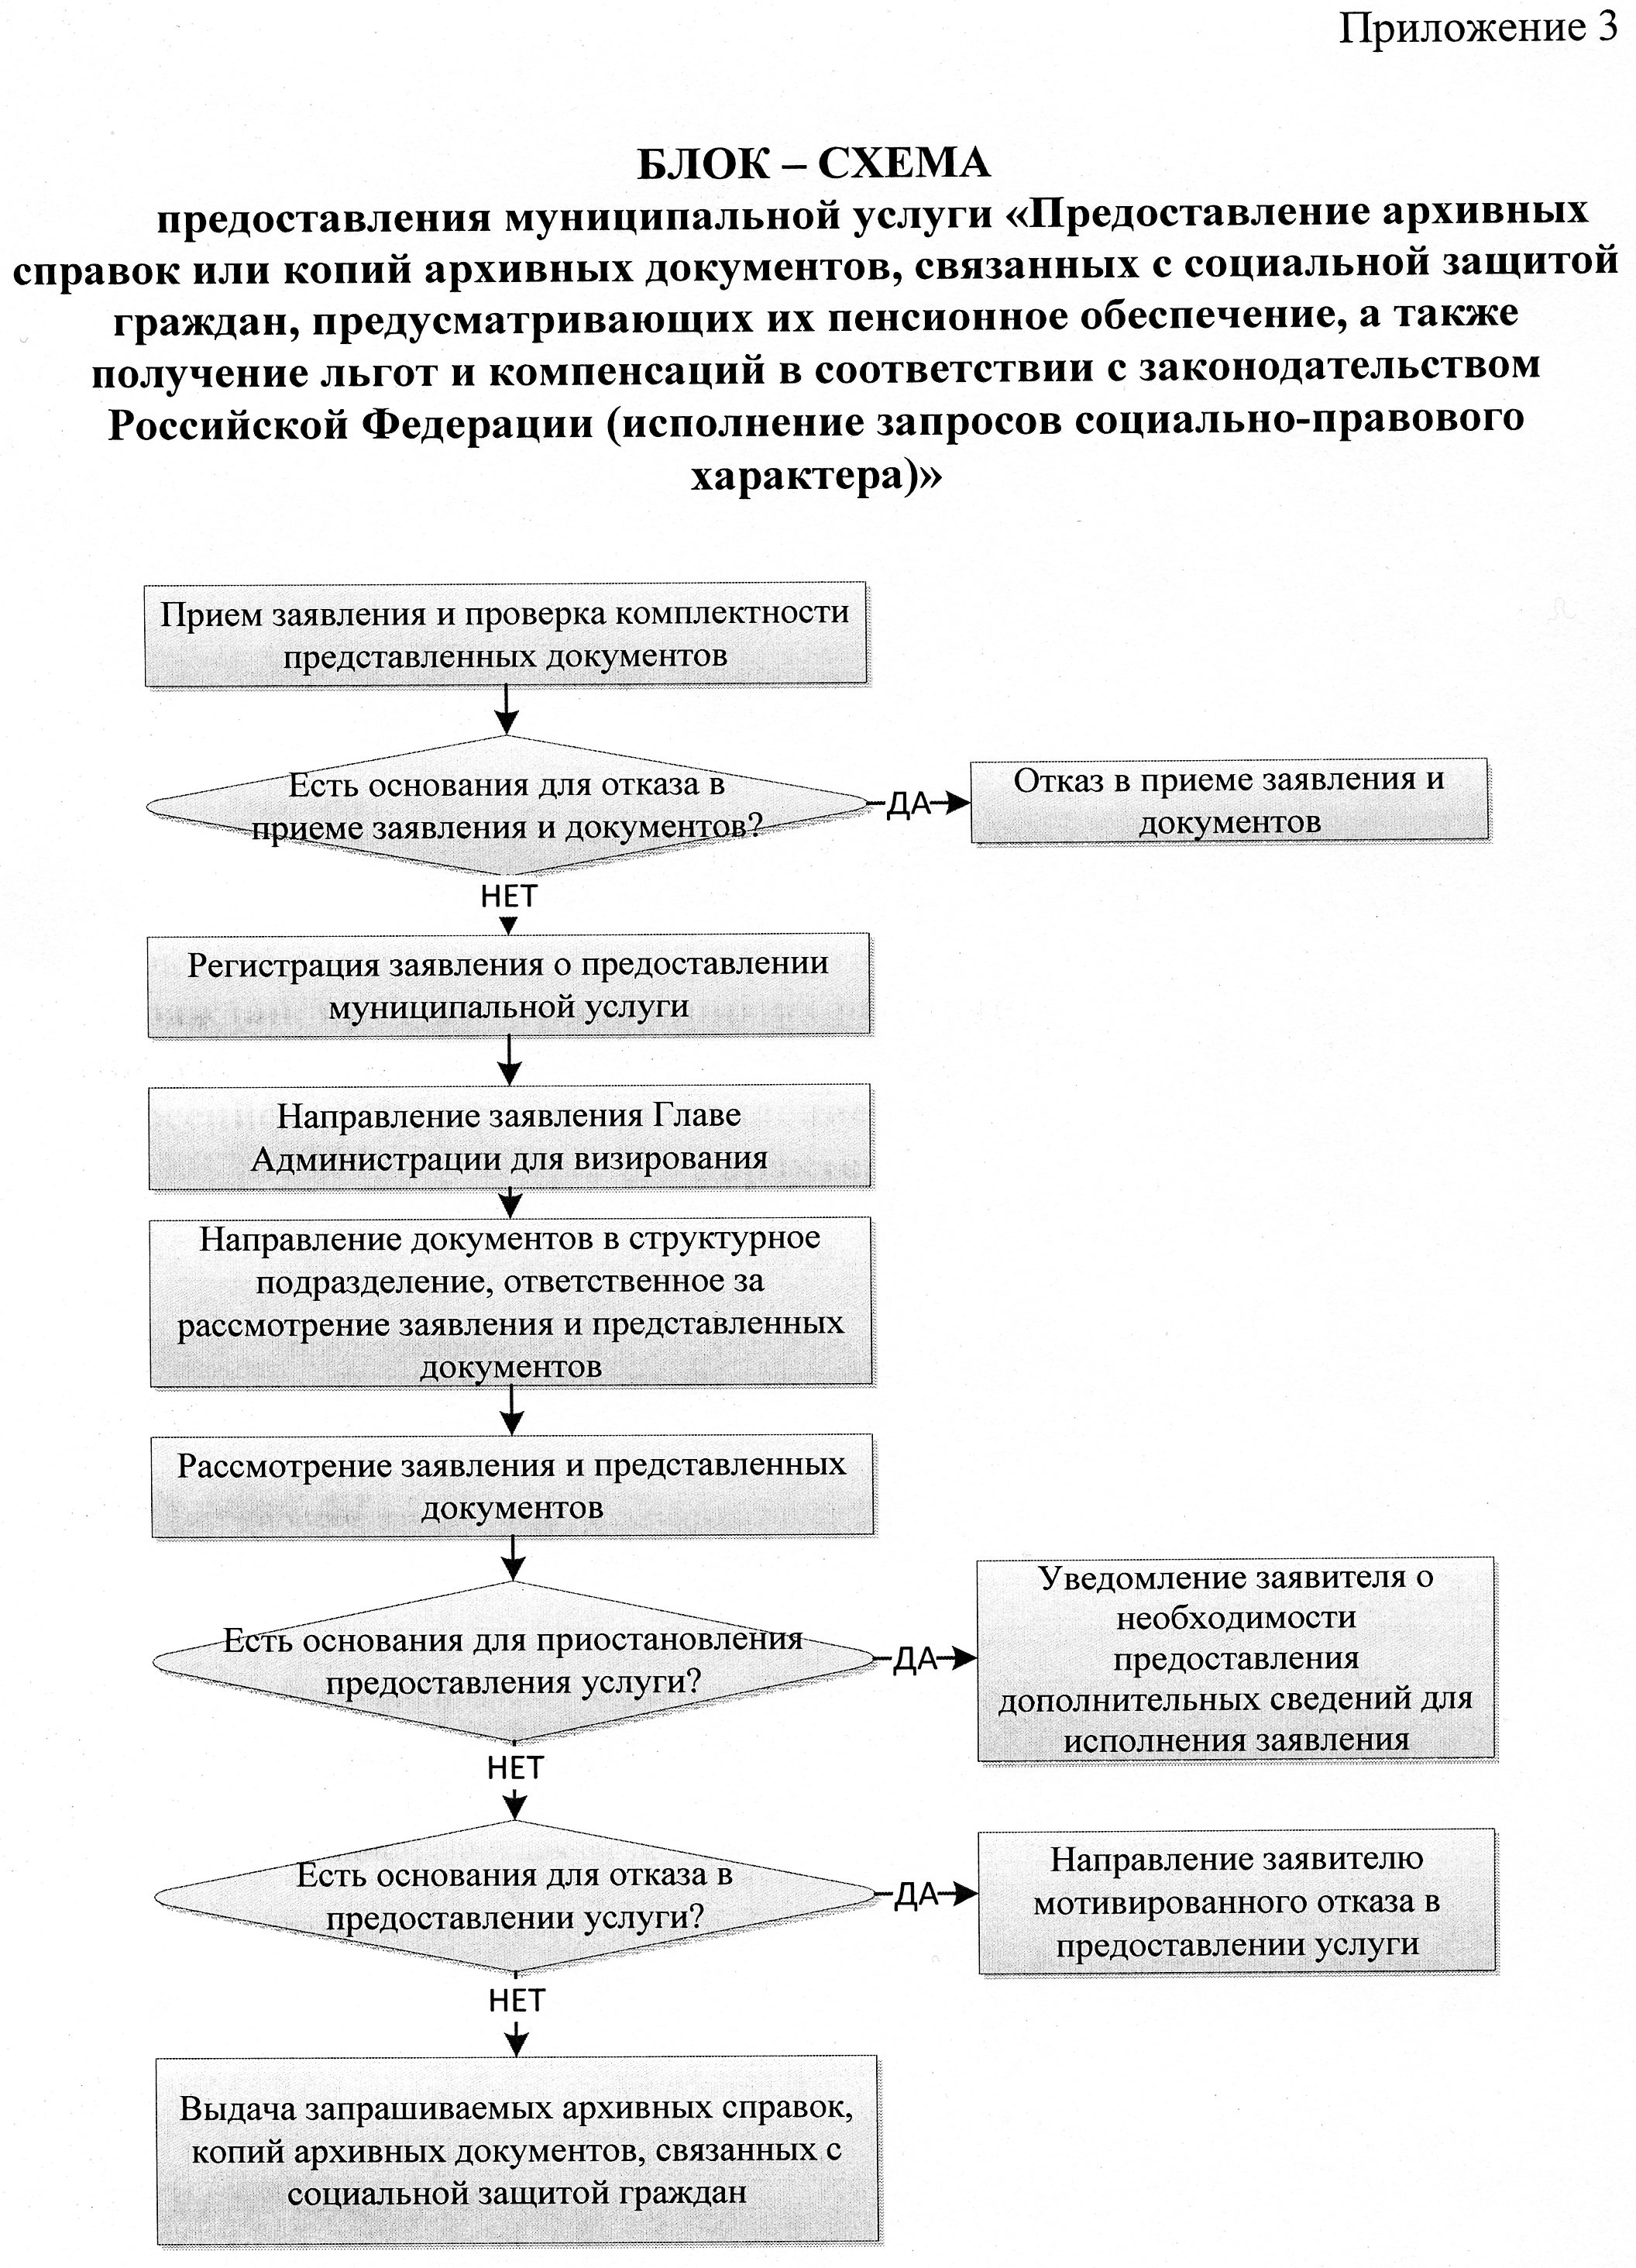 Приложение 3
БЛОК – СХЕМА
предоставления муниципальной услуги «Предоставление архивных
справок или копий архивных документов, связанных с социальной защитой
граждан, предусматривающих их пенсионное обеспечение, а также
получение льгот и компенсаций в соответствии с законодательством
Российской Федерации (исполнение запросов социально-правового
характера)»
Прием заявления и проверка комплектности
представленных документов
Есть основания для отказа в
приеме заявления и документов?
ДА
Отказ в приеме заявления и
документов
НЕТ
Регистрация заявления о предоставлении
муниципальной услуги
Направление заявления Главе
Администрации для визирования
Направление документов в структурное
подразделение, ответственное за
рассмотрение заявления и представленных
документов
Рассмотрение заявления и представленных
документов
Есть основания для приостановления
предоставления услуги?
ДА
Уведомление заявителя о
необходимости
предоставления
дополнительных сведений для
исполнения заявления
НЕТ
Есть основания для отказа в
предоставлении услуги?
ДА
Направление заявителю
мотивированного отказа в
предоставлении услуги
НЕТ
Выдача запрашиваемых архивных справок,
копий архивных документов, связанных с
социальной защитой граждан